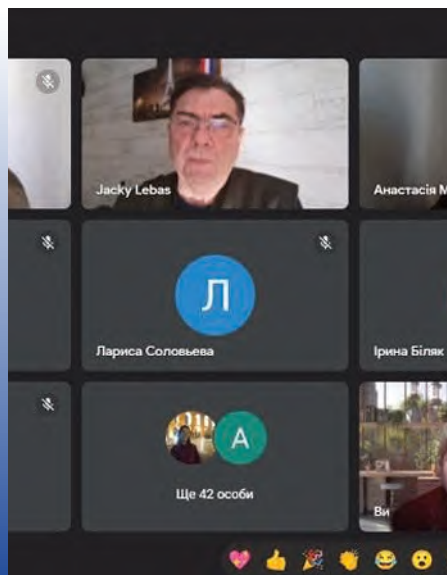 Jacky Lebas
Анастасія М
Л
Лариса Соловьева
Ірина Біляк
А
Ще 42 особи
Ви